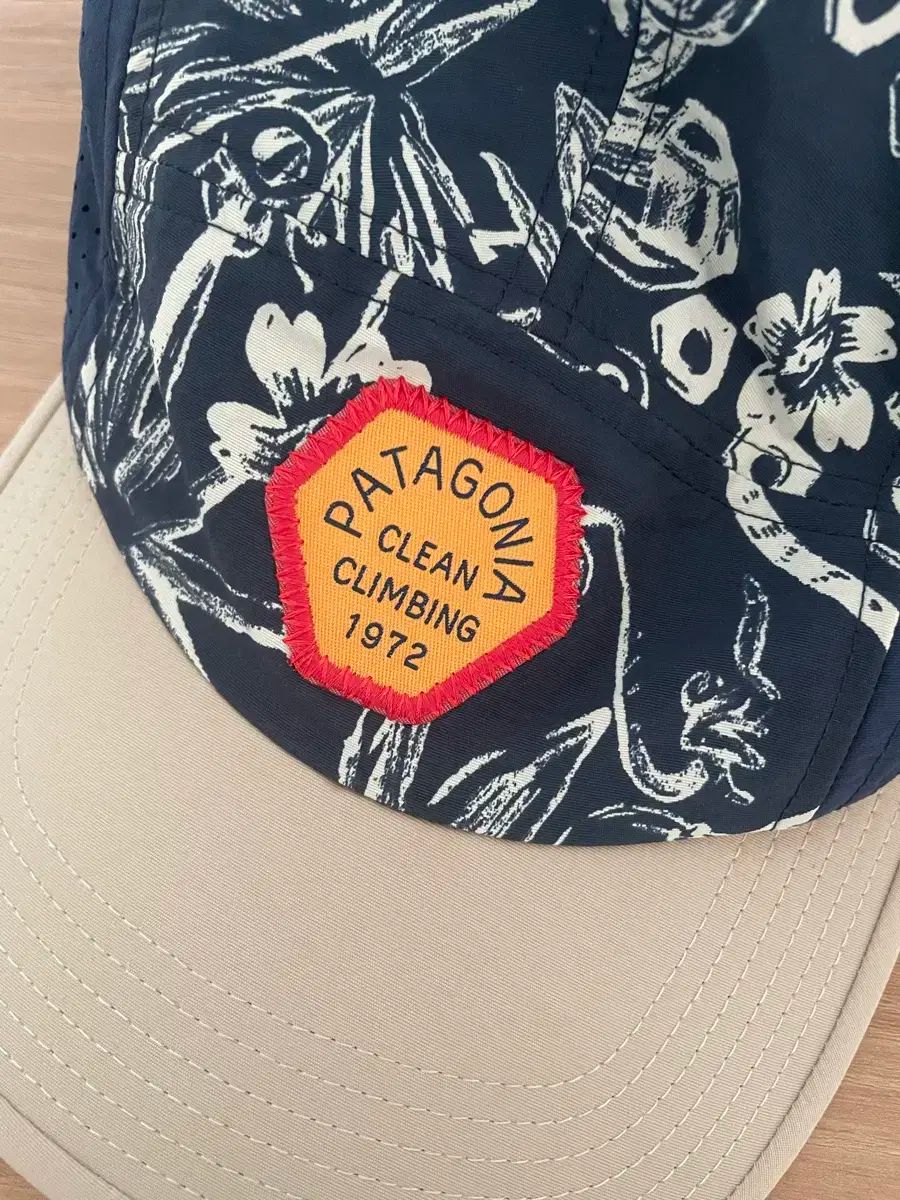 PATAGONIA
CLEAN
CLIMBING
1972